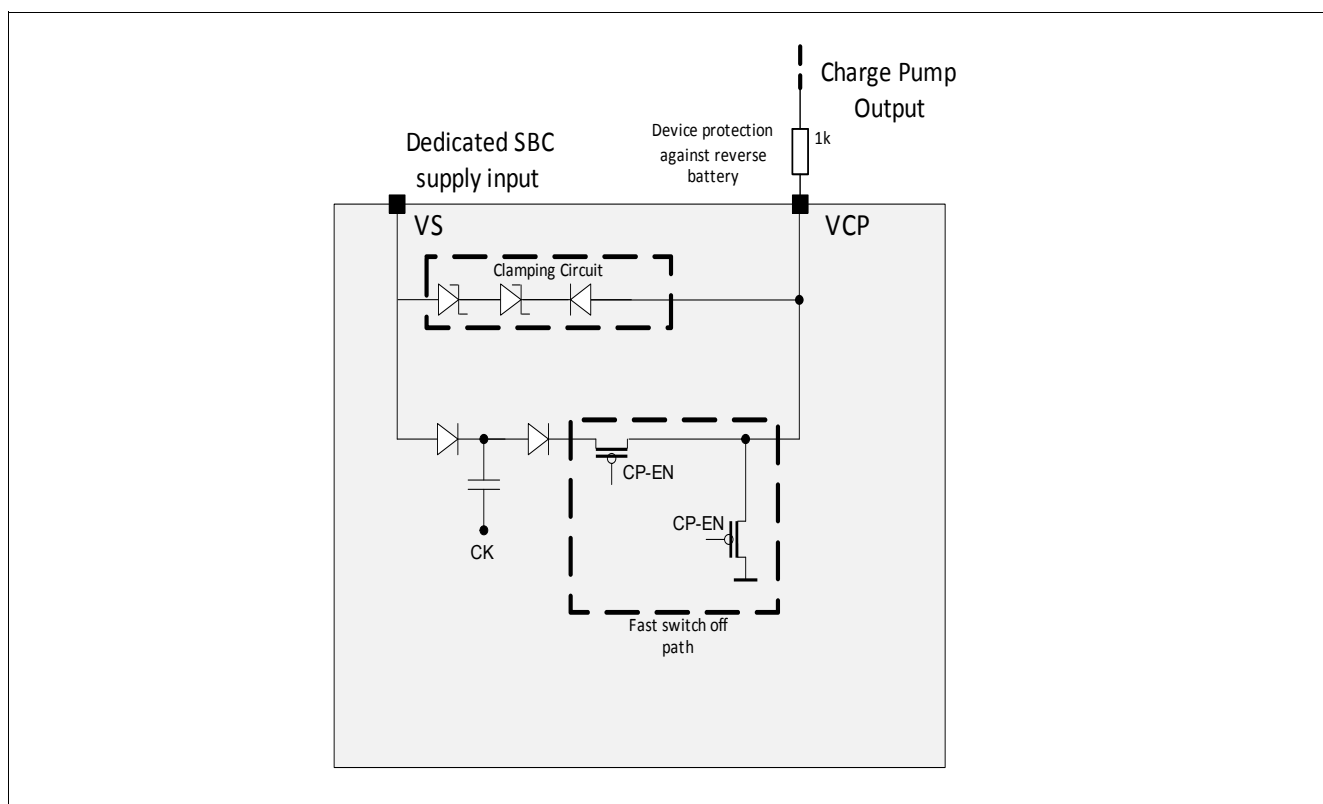 Charge Pump
Output
Device protection
against reverse
battery
1k
Dedicated SBC
supply input
VS
VCP
Clamping Circuit
CP-EN
CP-EN
CK
Fast switch off
path